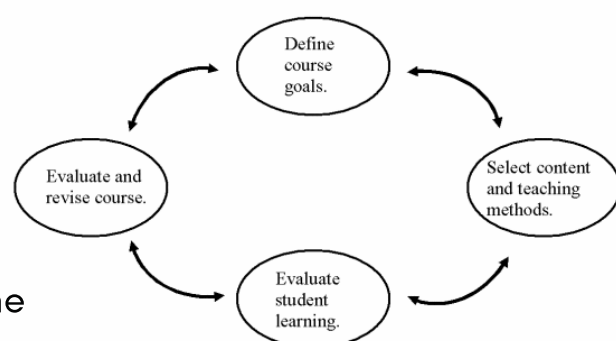 Define
course
goals.
Select content
and teaching
methods.
Evaluate and
revise course.
Evaluate
student
learning.